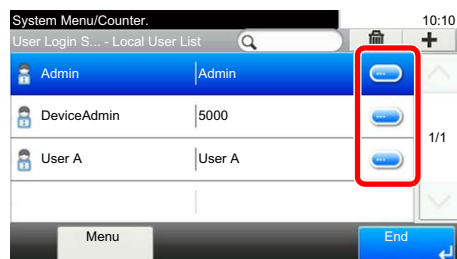 System Menu/Counter. 10:10
User Login S... - Local User List
Admin Admin
DeviceAdmin 5000
User A User A
1/1
Menu End